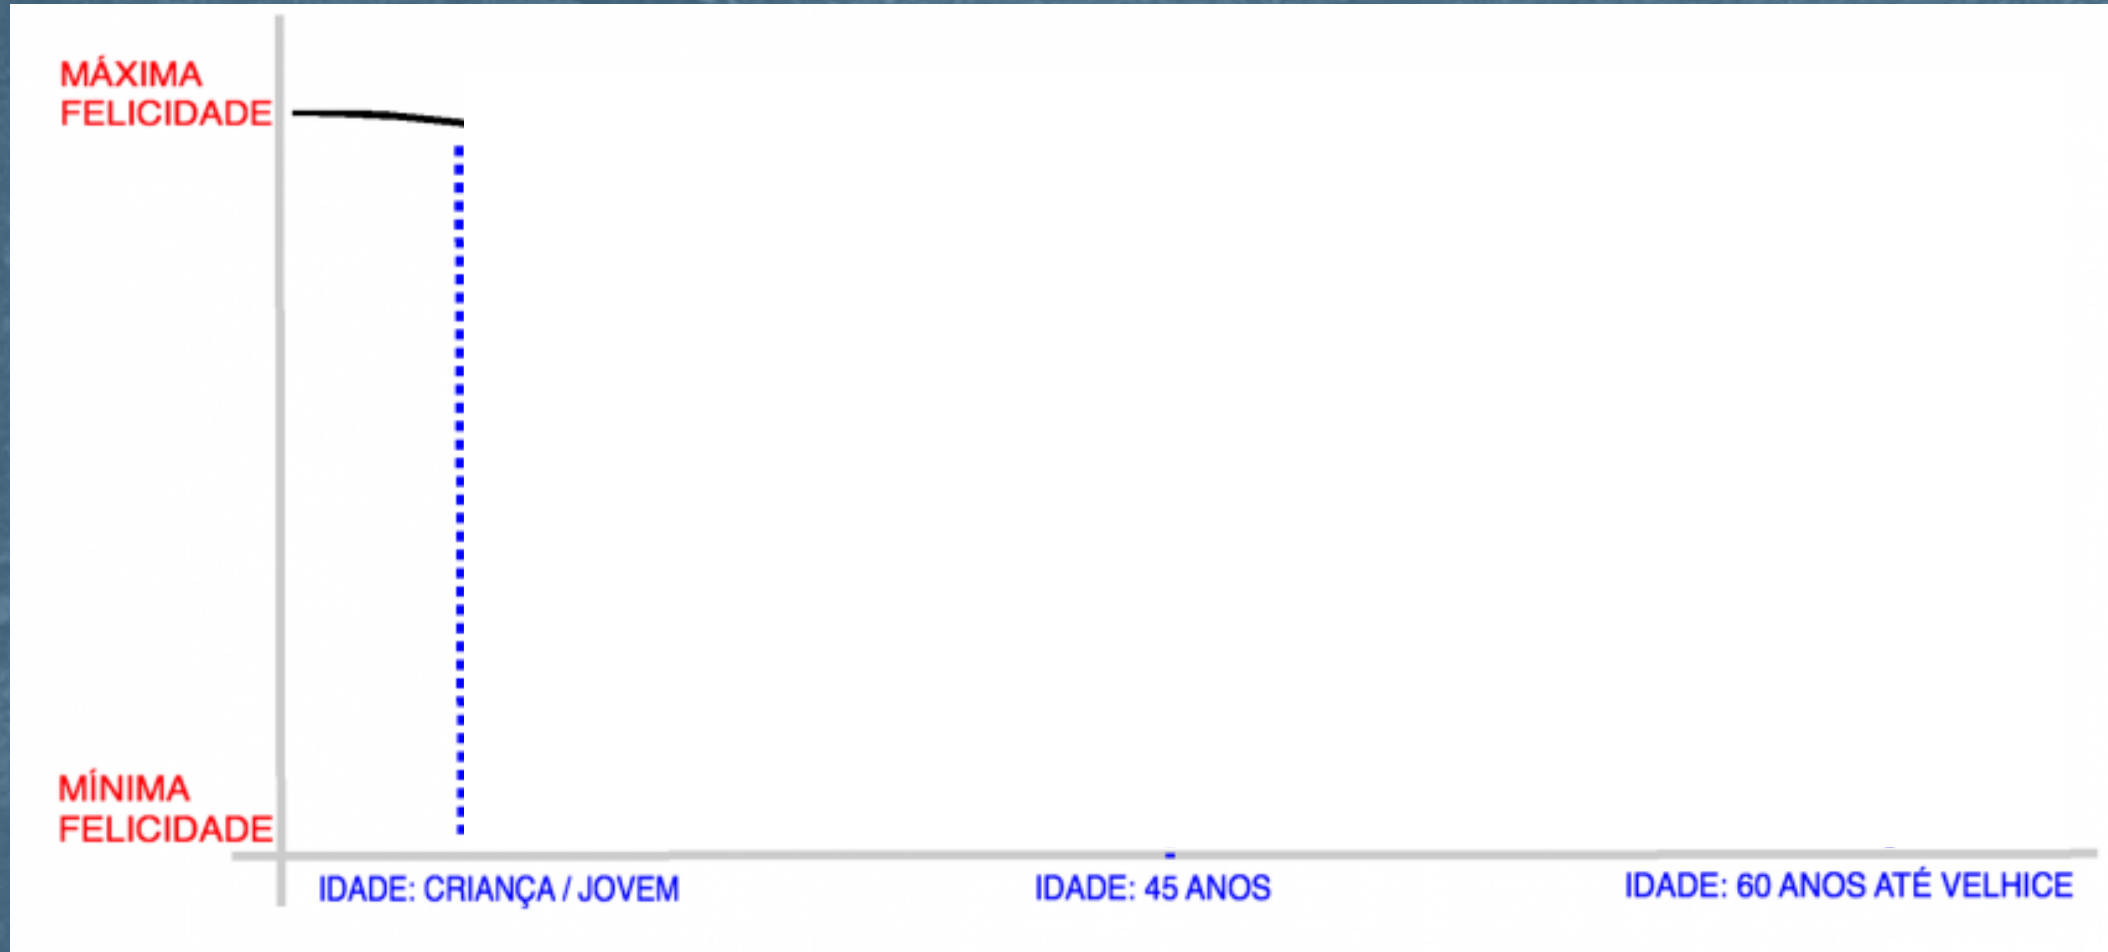 MÁXIMA
FELICIDADE
MÍNIMA
FELICIDADE
IDADE: CRIANÇA / JOVEM
IDADE: 45 ANOS
IDADE: 60 ANOS ATÉ VELHICE